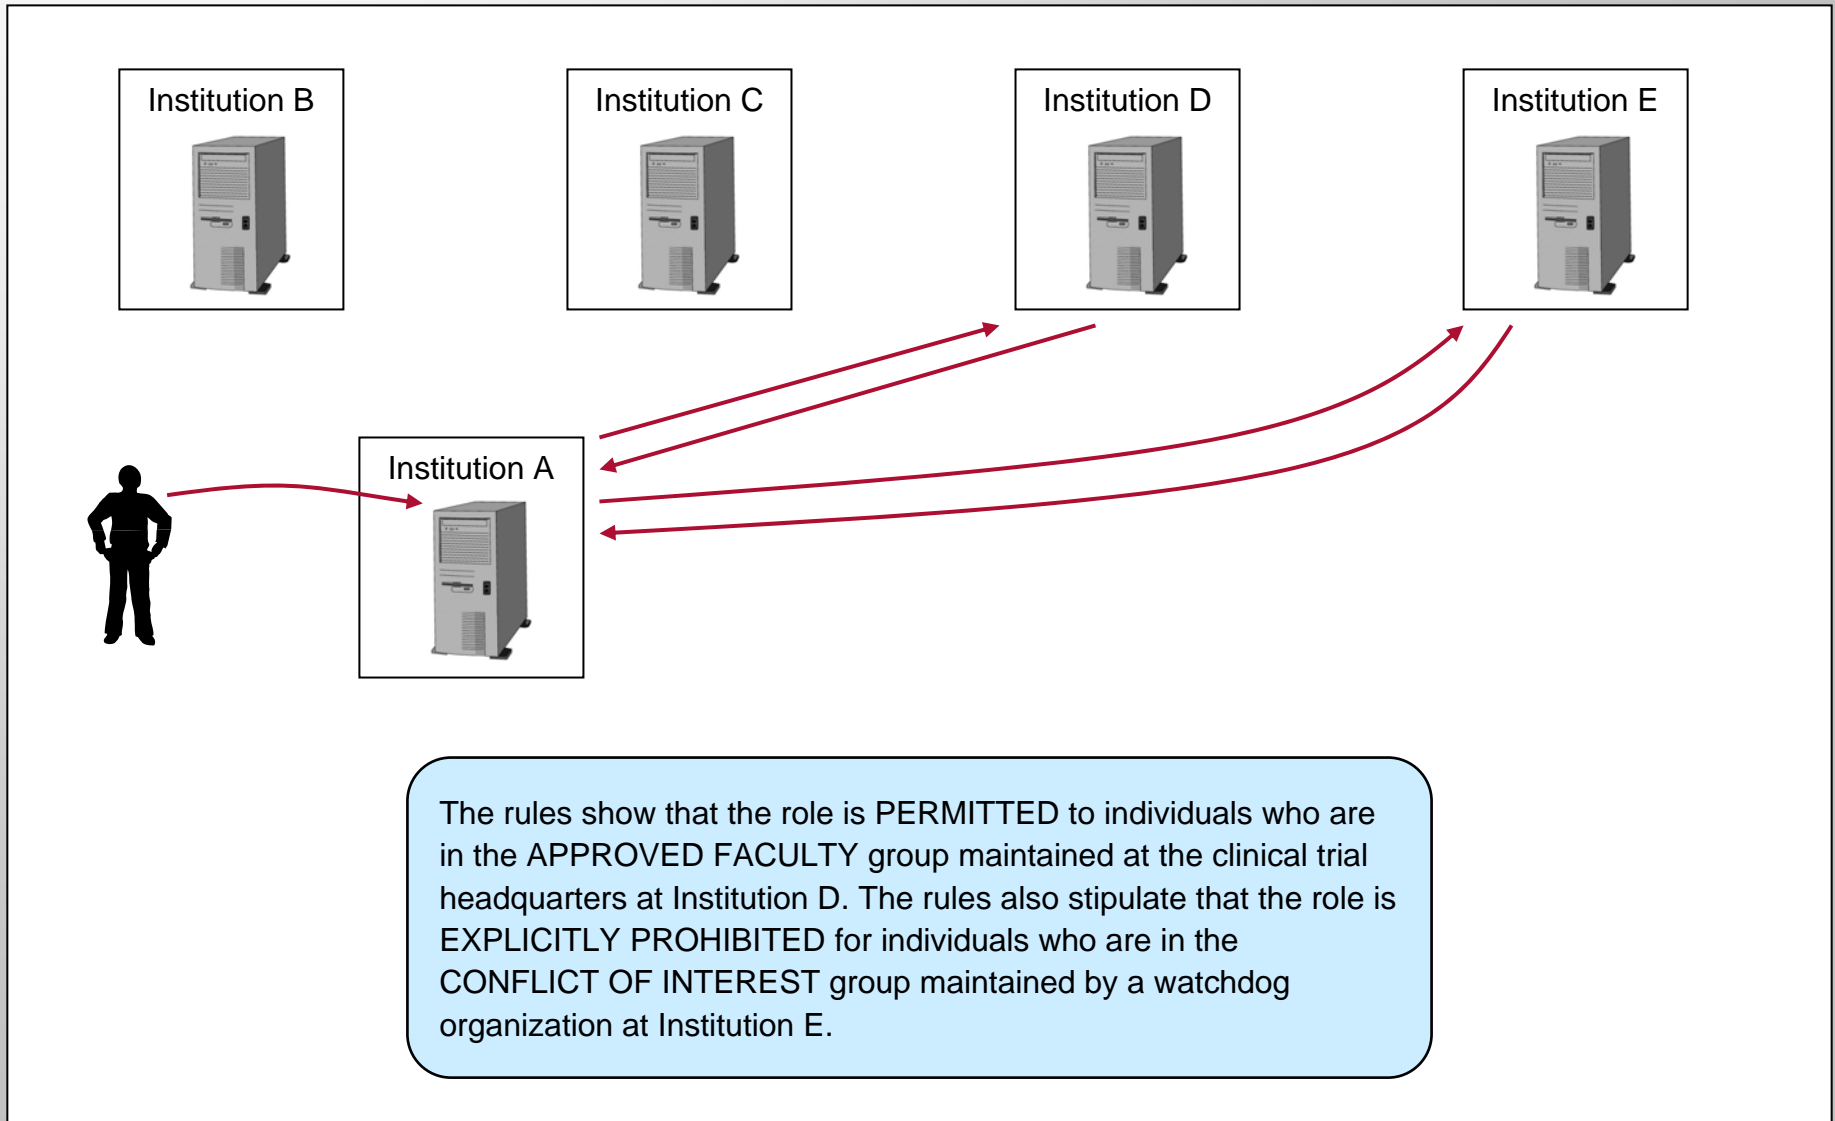 Institution B
Institution C
Institution D
Institution E
Institution A
The rules show that the role is PERMITTED to individuals who are
in the APPROVED FACULTY group maintained at the clinical trial
headquarters at Institution D. The rules also stipulate that the role is
EXPLICITLY PROHIBITED for individuals who are in the
CONFLICT OF INTEREST group maintained by a watchdog
organization at Institution E.